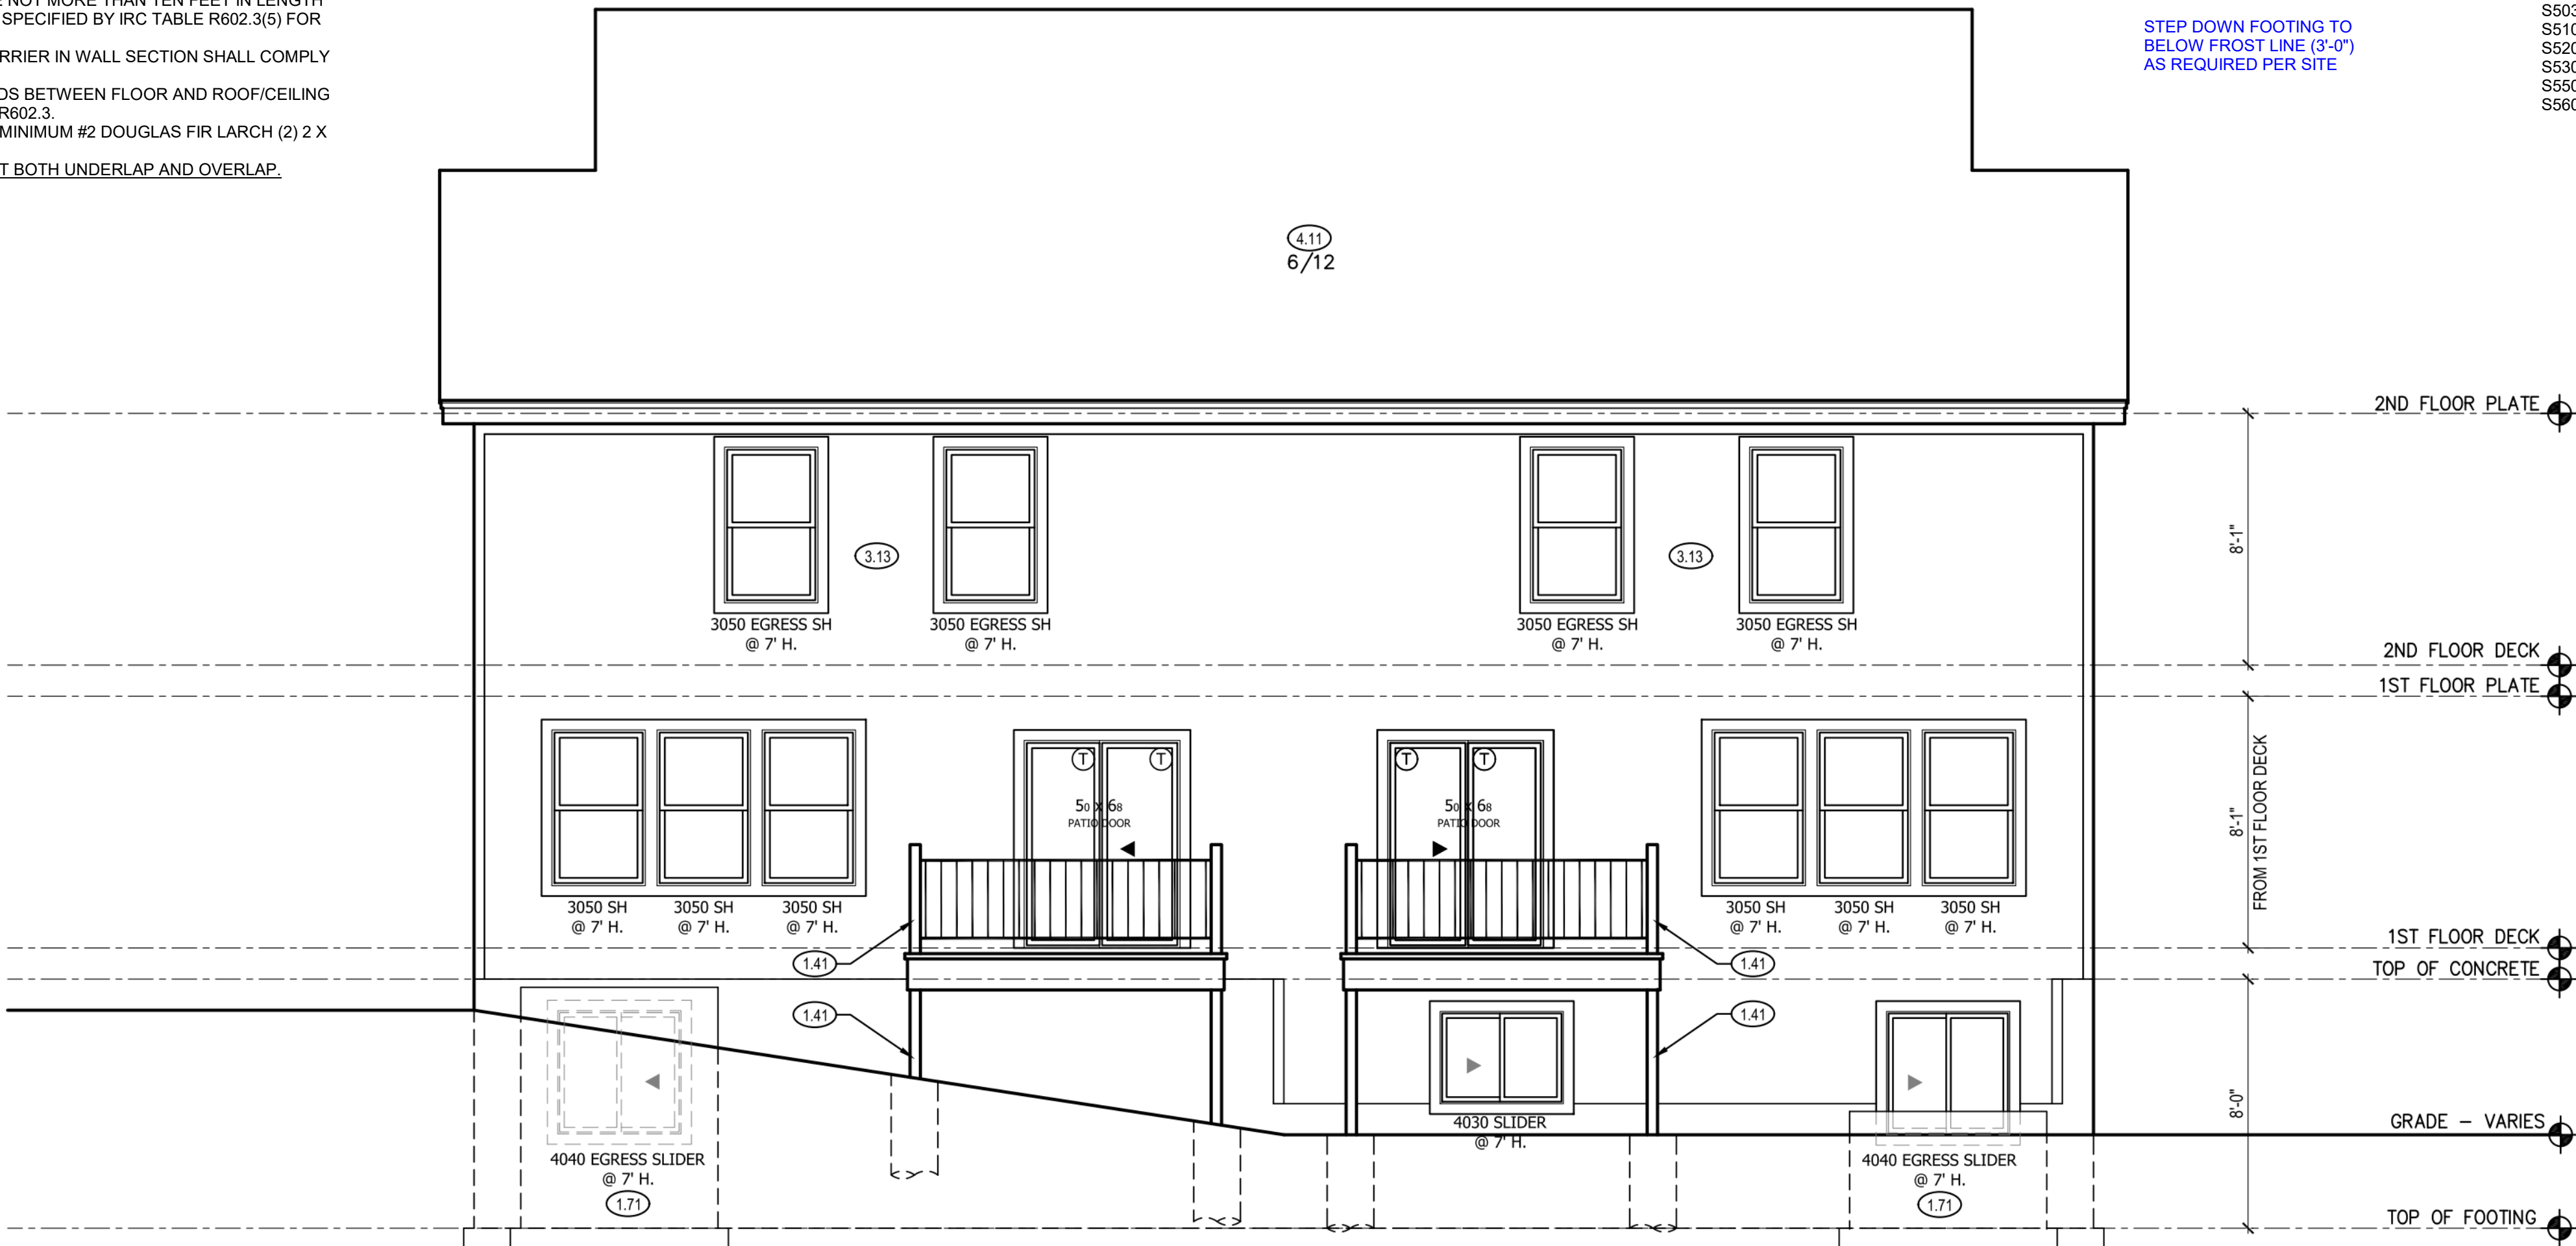 NOT MORE THAN TEN FEET IN LENGTH
SPECIFIED BY IRC TABLE R602.3(5) FOR
IN WALL SECTION SHALL COMPLY
BETWEEN FLOOR AND ROOF/CEILING
R602.3.
MINIMUM #2 DOUGLAS FIR LARCH (2) 2 X
BOTH UNDERLAP AND OVERLAP.
STEP DOWN FOOTING TO
BELOW FROST LINE (3'-0")
AS REQUIRED PER SITE
S503
S510
S520
S530
S550
S560
4.11
6/12
2ND FLOOR PLATE
3.13
3.13
8'-1"
3050 EGRESS SH
@ 7' H.
3050 EGRESS SH
@ 7' H.
3050 EGRESS SH
@ 7' H.
3050 EGRESS SH
@ 7' H.
2ND FLOOR DECK
1ST FLOOR PLATE
T
T
T
T
50 x 68
PATIO DOOR
50 x 68
PATIO DOOR
8'-1"
FROM 1ST FLOOR DECK
3050 SH
@ 7' H.
3050 SH
@ 7' H.
3050 SH
@ 7' H.
3050 SH
@ 7' H.
3050 SH
@ 7' H.
3050 SH
@ 7' H.
1ST FLOOR DECK
1.41
1.41
TOP OF CONCRETE
1.41
1.41
8'-0"
4030 SLIDER
@ 7' H.
GRADE - VARIES
4040 EGRESS SLIDER
@ 7' H.
1.71
4040 EGRESS SLIDER
@ 7' H.
1.71
TOP OF FOOTING